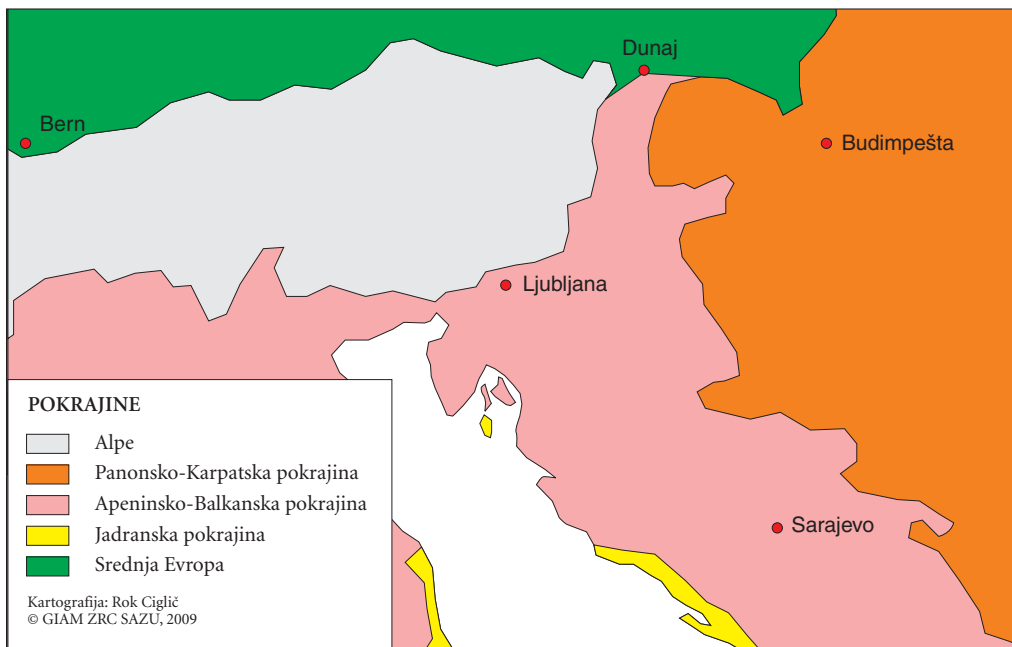 Dunaj
Bern
Budimpešta
Ljubljana
Sarajevo
POKRAJINE
Alpe
Panonsko-Karpatska pokrajina
Apeninsko-Balkanska pokrajina
Jadranska pokrajina
Srednja Evropa
Kartografija: Rok Ciglič
© GIAM ZRC SAZU, 2009